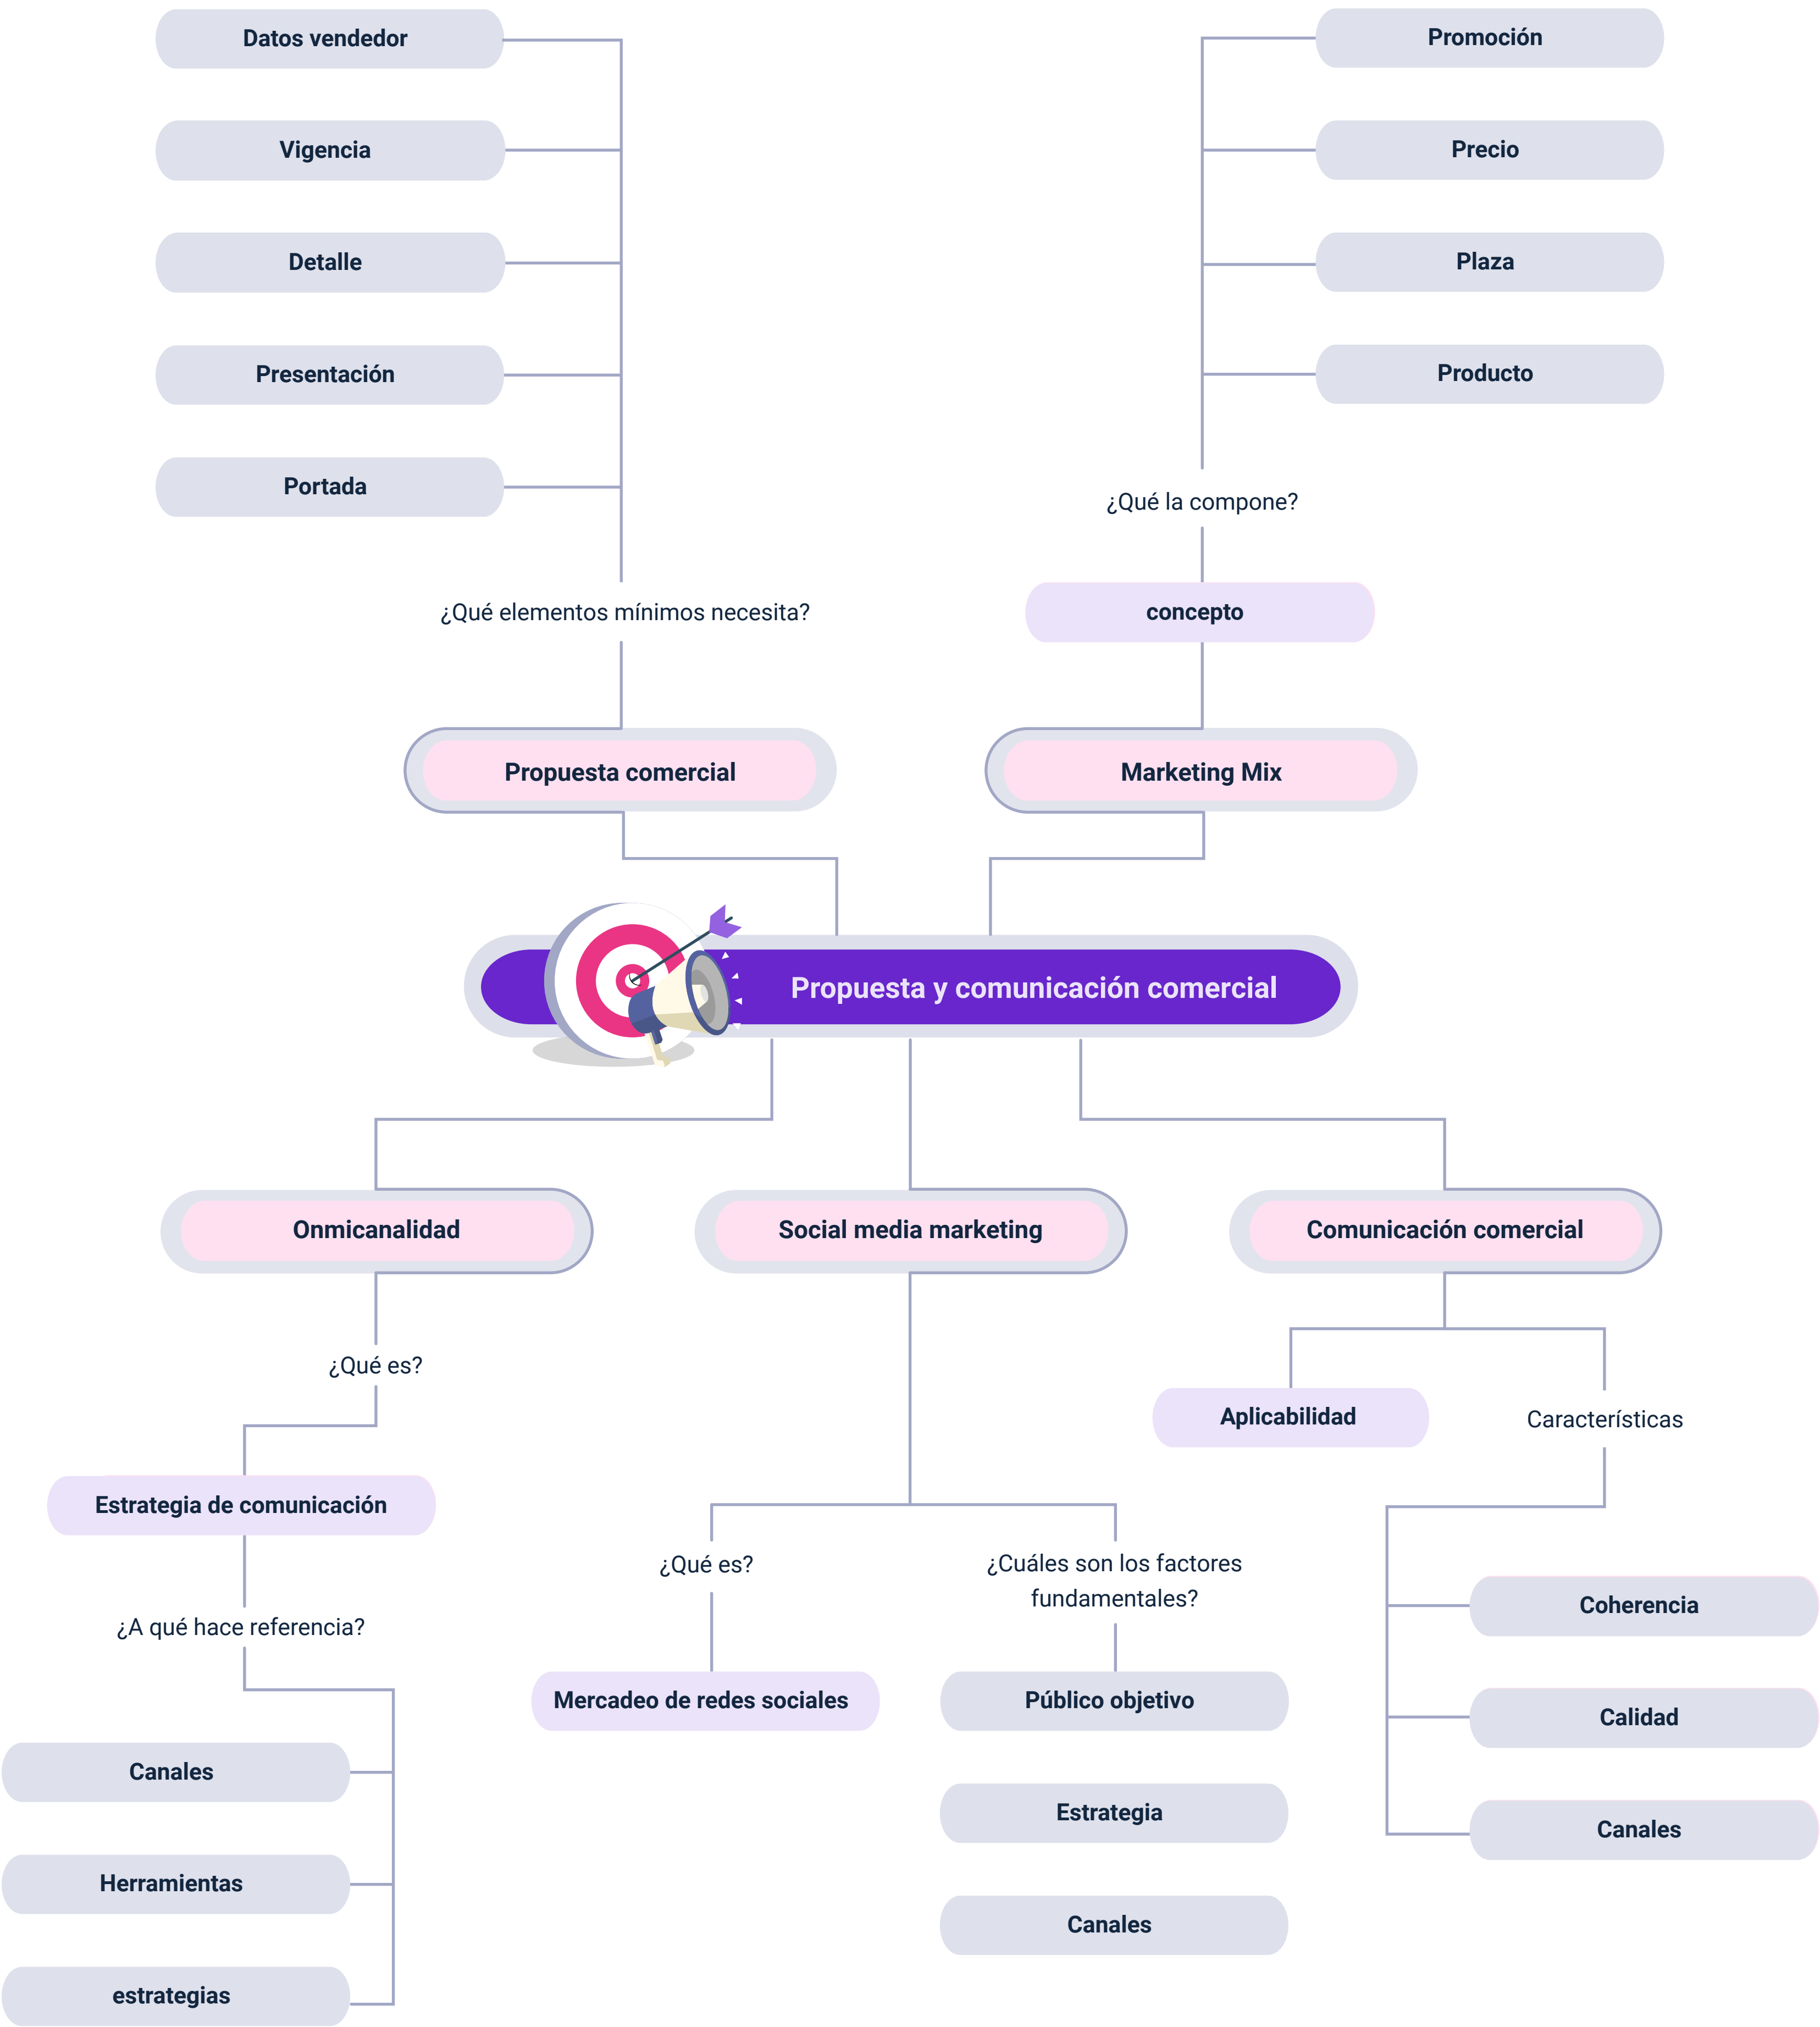 Datos vendedor
Vigencia
Detalle
Presentación
Portada
¿Qué elementos mínimos necesita?
Propuesta comercial
Promoción
Precio
Plaza
Producto
¿Qué la compone?
concepto
Marketing Mix
Propuesta y comunicación comercial
Onmicanalidad
¿Qué es?
Estrategia de comunicación
¿A qué hace referencia?
Canales
Herramientas
estrategias
Social media marketing
¿Qué es?
Mercadeo de redes sociales
¿Cuáles son los factores
fundamentales?
Público objetivo
Estrategia
Canales
Comunicación comercial
Aplicabilidad
Características
Coherencia
Calidad
Canales